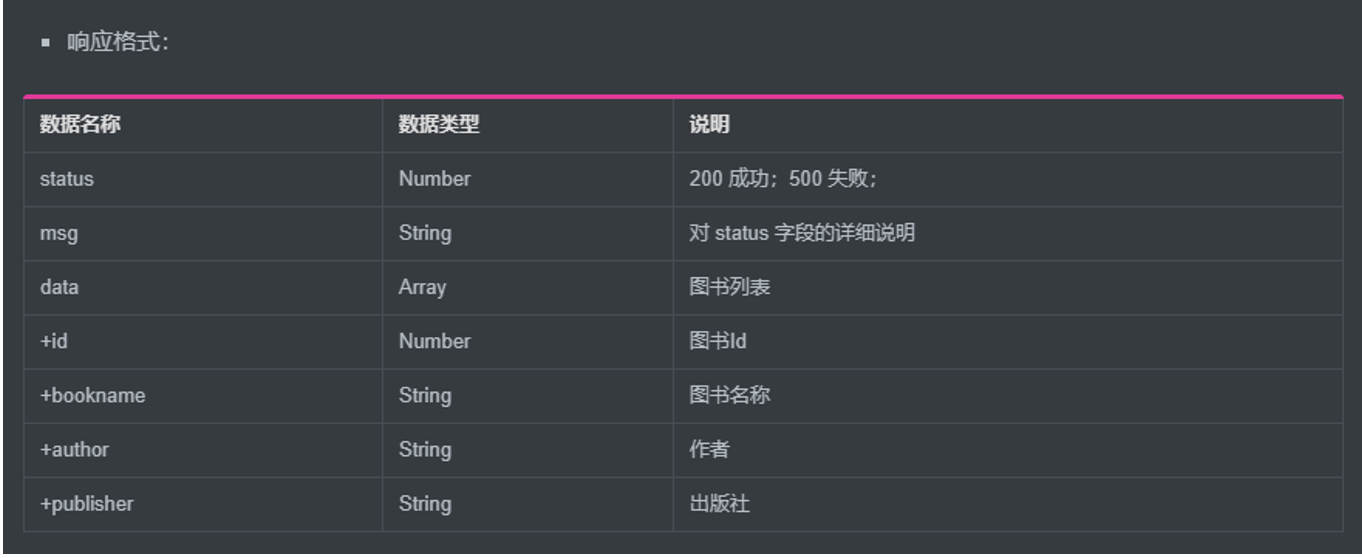 响应格式：
数据名称 数据类型 说明
status Number 200 成功；500 失败；
msg String 对 status 字段的详细说明
data Array 图书列表
+id Number 图书Id
+bookname String 图书名称
+author String 作者
+publisher String 出版社